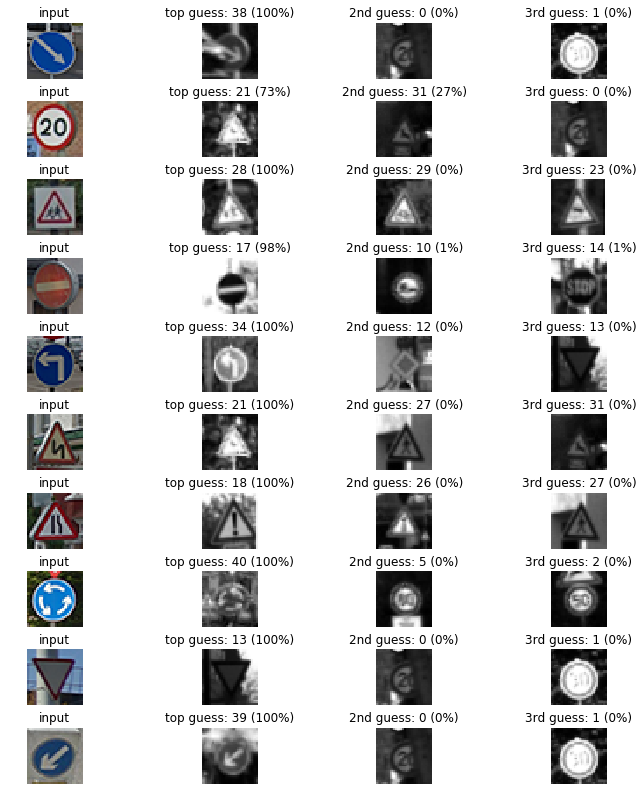 input top guess: 38 (100%) 2nd guess: 0 (0%) 3rd guess: 1 (0%)
input top guess: 21 (73%) 2nd guess: 31 (27%) 3rd guess: 0 (0%)
20
input top guess: 28 (100%) 2nd guess: 29 (0%) 3rd guess: 23 (0%)
input top guess: 17 (98%) 2nd guess: 10 (1%) 3rd guess: 14 (1%)
STOP
input top guess: 34 (100%) 2nd guess: 12 (0%) 3rd guess: 13 (0%)
input top guess: 21 (100%) 2nd guess: 27 (0%) 3rd guess: 31 (0%)
input top guess: 18 (100%) 2nd guess: 26 (0%) 3rd guess: 27 (0%)
input top guess: 40 (100%) 2nd guess: 5 (0%) 3rd guess: 2 (0%)
50
input top guess: 13 (100%) 2nd guess: 0 (0%) 3rd guess: 1 (0%)
input top guess: 39 (100%) 2nd guess: 0 (0%) 3rd guess: 1 (0%)